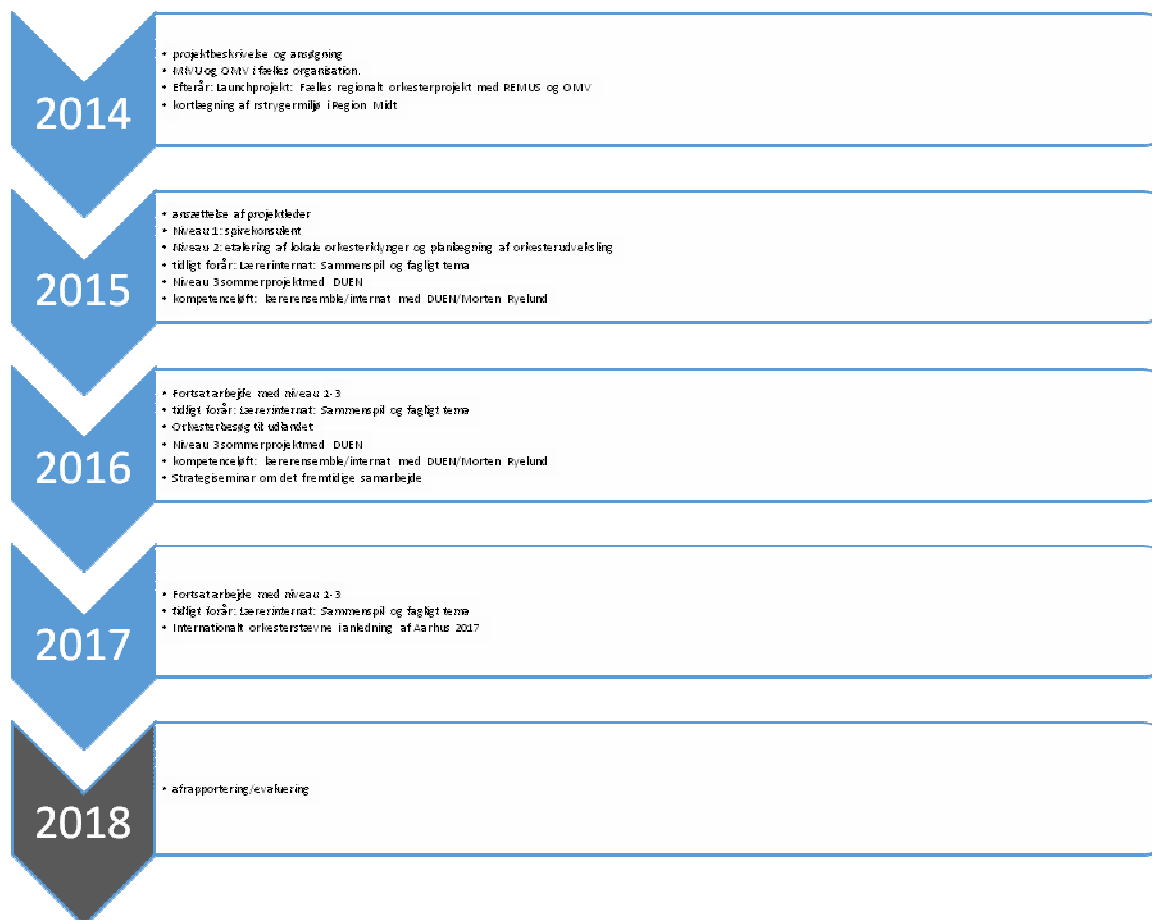 2014
• projektbeskrivelse og ansøgning
• MIVU og OMV i fælles organisation.
• Efterår: Launchprojekt: Fælles regionalt orkesterprojekt med REMUS og OMV
• kortlægning af rstrygermiljø i Region Midt
2015
• ansættelse af projektleder
• Niveau 1: spirekonsulent
• Niveau 2: etalering af lokale orkesterklynger og planlægning af orkesterudveksling
• tidligt forår: Lærerinternat: Sammenspil og fagligt tema
• Niveau 3 sommerprojekt med DUEN
• kompetenceløft: lærerensemble/internat med DUEN/Morten Ryelund
2016
• Fortsat arbejde med niveau 1-3
• tidligt forår: Lærerinternat: Sammenspil og fagligt tema
• Orkesterbesøg til udlandet
• Niveau 3 sommerprojekt med DUEN
• kompetenceløft: lærerensemble/internat med DUEN/Morten Ryelund
• Strategiseminar om det fremtidige samarbejde
2017
• Fortsat arbejde med niveau 1-3
• tidligt forår: Lærerinternat: Sammenspil og fagligt tema
• Internationalt orkesterstævne i anledning af Aarhus 2017
2018
• afrapportering/evaluering